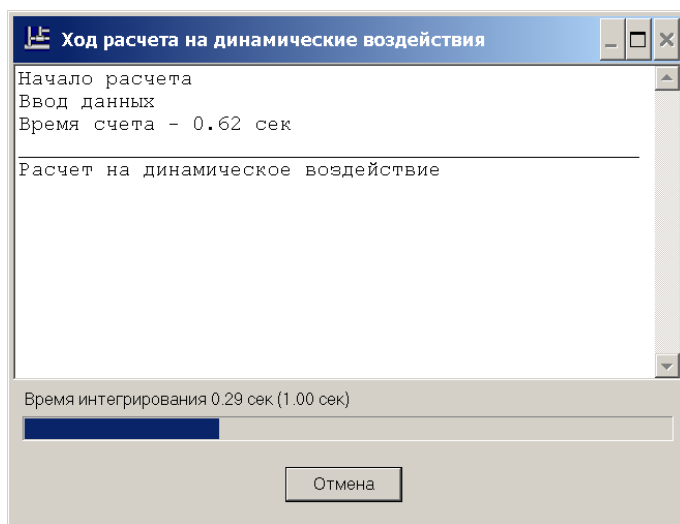 Ход расчета на динамические воздействия
Начало расчета
Ввод данных
Время счета - 0.62 сек
Расчет на динамическое воздействие
Время интегрирования 0.29 сек (1.00 сек)
Отмена